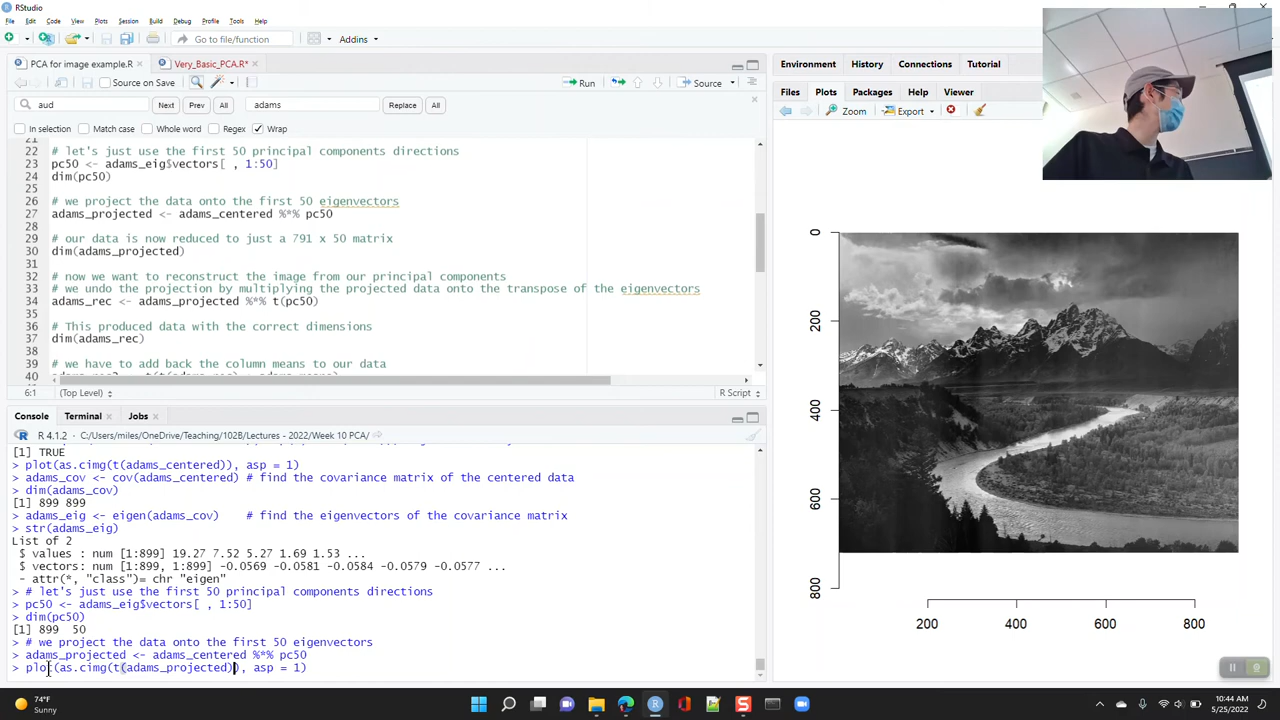 RStudio
File Edit Code View Plots Session Build Debug Profile Tools Help
Go to file/function
Addins
PCA for image example.R
Very_Basic_PCA.R*
Source on Save
Run
Source
aud
Next
Prev
All
adams
Replace
All
In selection
Match case
Whole word
Regex
Wrap
21
22 # let's just use the first 50 principal components directions
23 pc50 <- adams_eig$vectors[ , 1:50]
24 dim(pc50)
25
26 # we project the data onto the first 50 eigenvectors
27 adams_projected <- adams_centered %*% pc50
28
29 # our data is now reduced to just a 791 x 50 matrix
30 dim(adams_projected)
31
32 # now we want to reconstruct the image from our principal components
33 # we undo the projection by multiplying the projected data onto the transpose of the eigenvectors
34 adams_rec <- adams_projected %*% t(pc50)
35
36 # This produced data with the correct dimensions
37 dim(adams_rec)
38
39 # we have to add back the column means to our data
40
6:1
(Top Level)
R Script
Console
Terminal
Jobs
R 4.1.2 · C:/Users/miles/OneDrive/Teaching/102B/Lectures - 2022/Week 10 PCA/
[1] TRUE
> plot(as.cimg(t(adams_centered)), asp = 1)
> adams_cov <- cov(adams_centered) # find the covariance matrix of the centered data
> dim(adams_cov)
[1] 899 899
> adams_eig <- eigen(adams_cov) # find the eigenvectors of the covariance matrix
> str(adams_eig)
List of 2
$ values : num [1:899] 19.27 7.52 5.27 1.69 1.53 ...
$ vectors: num [1:899, 1:899] -0.0569 -0.0581 -0.0584 -0.0579 -0.0577 ...
- attr(*, "class")= chr "eigen"
> # let's just use the first 50 principal components directions
> pc50 <- adams_eig$vectors[ , 1:50]
> dim(pc50)
[1] 899 50
> # we project the data onto the first 50 eigenvectors
> adams_projected <- adams_centered %*% pc50
> plot(as.cimg(t(adams_projected)), asp = 1)
Environment
History
Connections
Tutorial
Files
Plots
Packages
Help
Viewer
Zoom
Export
0
200
400
600
800
200
400
600
800
74°F
Sunny
10:44 AM
5/25/2022